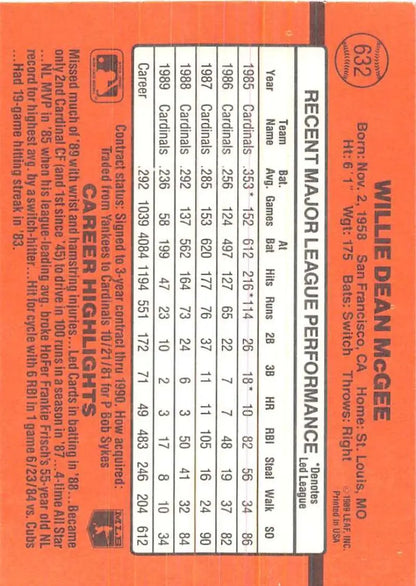 632
WILLIE DEAN McGEE
Born: Nov. 2, 1958 San Francisco, CA Home: St. Louis, MO
Ht: 6'1" Wgt: 175 Bats: Switch Throws: Right
©1989 LEAF, INC.
Printed in USA
RECENT MAJOR LEAGUE PERFORMANCE *Denotes Led League
Team Bat. At
Year Name Avg. Games Bat Hits Runs 2B 3B HR RBI Steal Walk SO
1985 Cardinals .353* 152 612 216* 114 26 18* 10 82 56 34 86
1986 Cardinals .256 124 497 127 65 22 7 7 48 19 37 82
1987 Cardinals .285 153 620 177 76 37 11 11 105 16 24 90
1988 Cardinals .292 137 562 164 73 24 6 3 50 41 32 84
1989 Cardinals .236 58 199 47 23 10 2 3 17 8 10 34
Career .292 1039 4084 1194 551 172 71 49 483 246 204 612
Contract status: Signed to 3-year contract thru 1990. How acquired:
Traded from Yankees to Cardinals 10/21/81 for P Bob Sykes
CAREER HIGHLIGHTS
MLB
Missed much of '89 with wrist and hamstring injuries...Led Cards in batting in '88... Became
only 2nd Cardinal CF (and 1st since '45) to drive in 100 runs in a season in '87...4-time All Star
...NL MVP in '85 when his league-leading avg. broke HoFer Frankie Frisch's 55-year old NL
record for highest avg. by a switch-hitter...Hit for cycle with 6 RBI in 1 game 6/23/84 vs. Cubs
...Had 19-game hitting streak in '83.